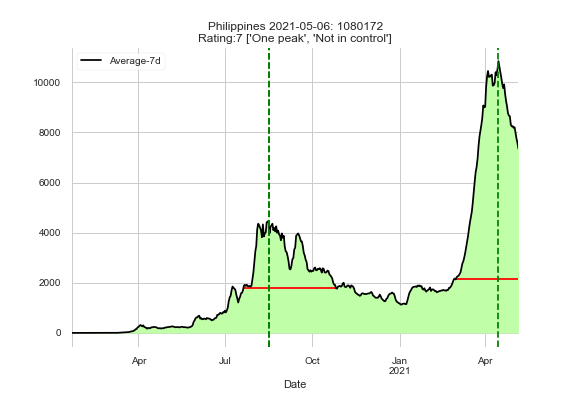 Philippines 2021-05-06: 1080172
Rating:7 ['One peak', 'Not in control']
Average-7d
10000
8000
6000
4000
2000
0
Apr
Jul
Oct
Jan
2021
Apr
Date